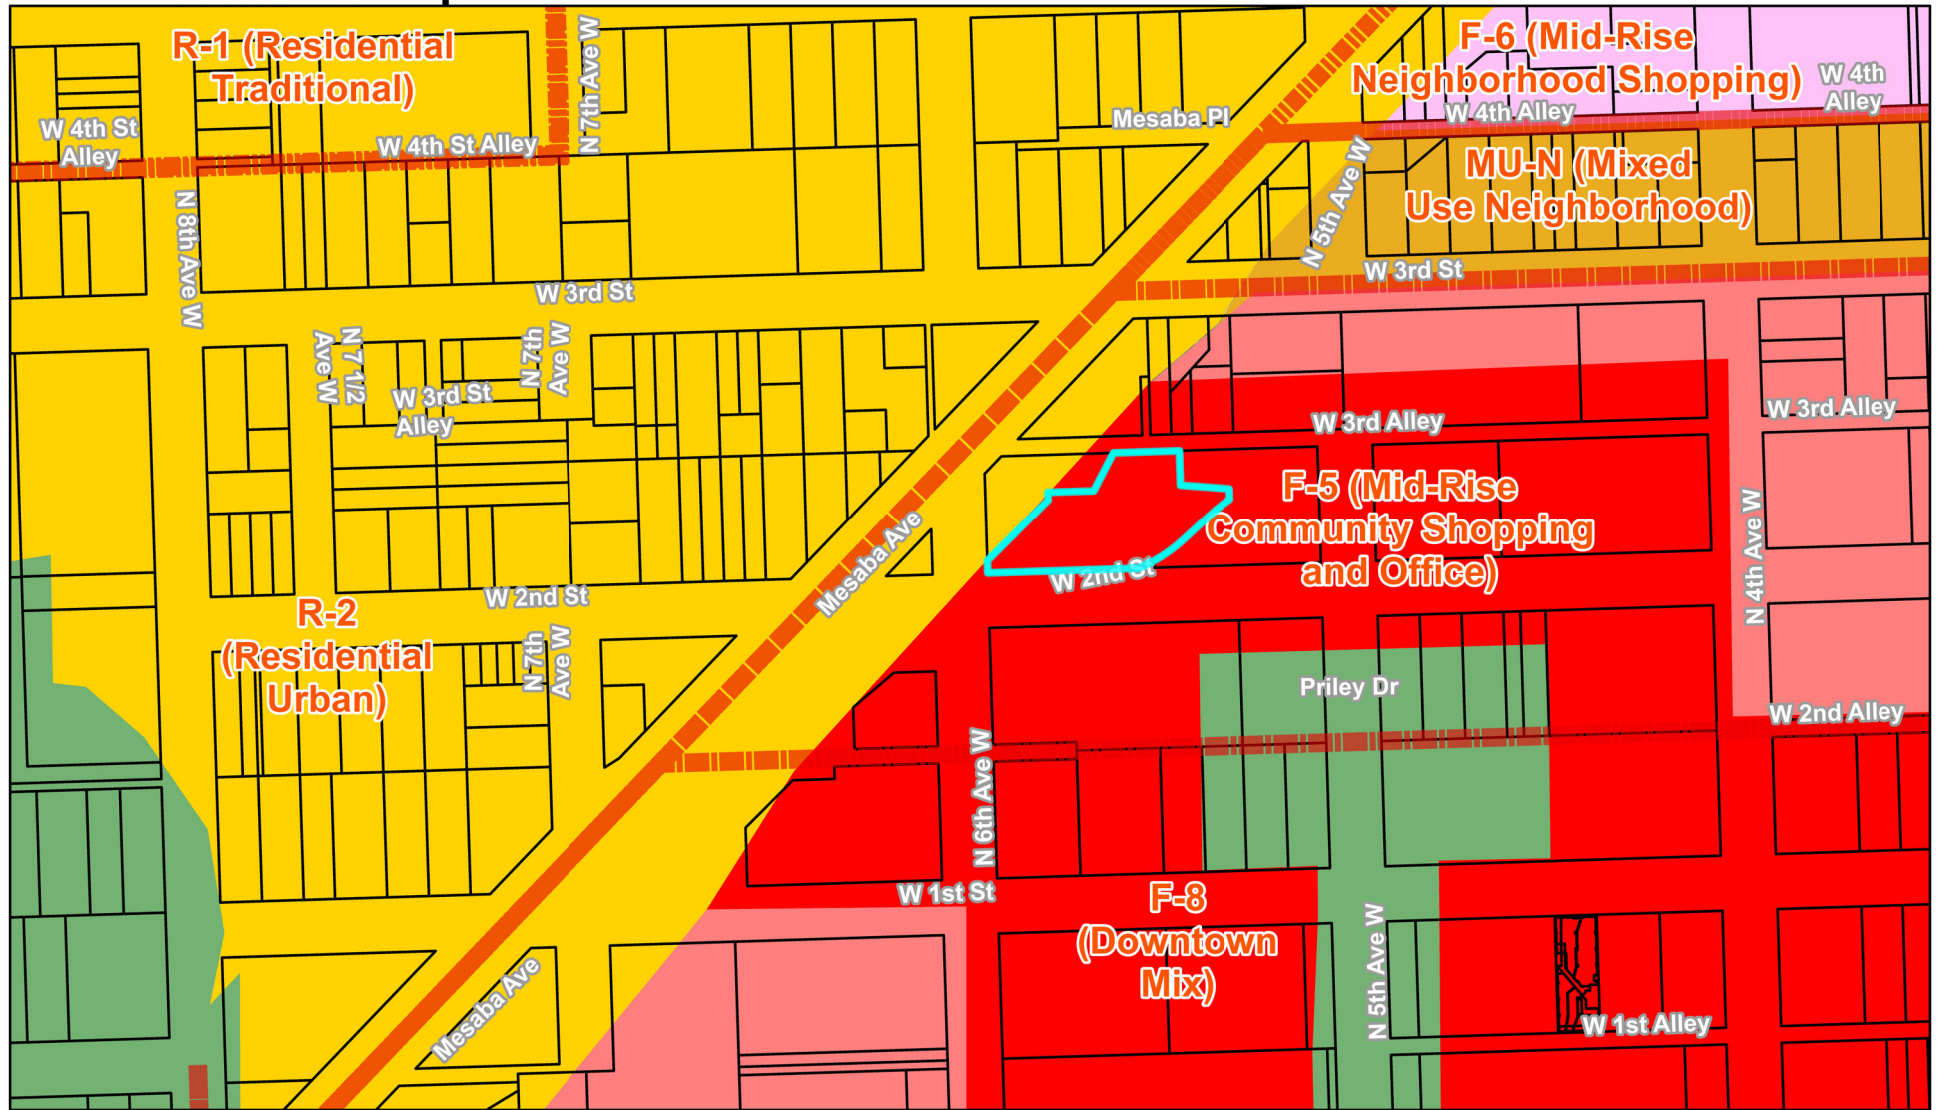 R-1 (Residential
Traditional)
N 7th Ave W
F-6 (Mid-Rise
Neighborhood Shopping)
W 4th
Alley
W 4th St
Alley
W 4th St Alley
Mesaba Pl
W 4th Alley
MU-N (Mixed
Use Neighborhood)
N 5th Ave W
N 8th Ave W
W 3rd St
W 3rd St
N 7 1/2
Ave W
N 7th
Ave W
W 3rd St
Alley
W 3rd Alley
W 3rd Alley
F-5 (Mid-Rise
Community Shopping
and Office)
Mesaba Ave
W 2nd St
N 4th Ave W
W 2nd St
R-2
(Residential
Urban)
N 7th
Ave W
Priley Dr
W 2nd Alley
N 6th Ave W
W 1st St
F-8
(Downtown
Mix)
N 5th Ave W
Mesaba Ave
W 1st Alley